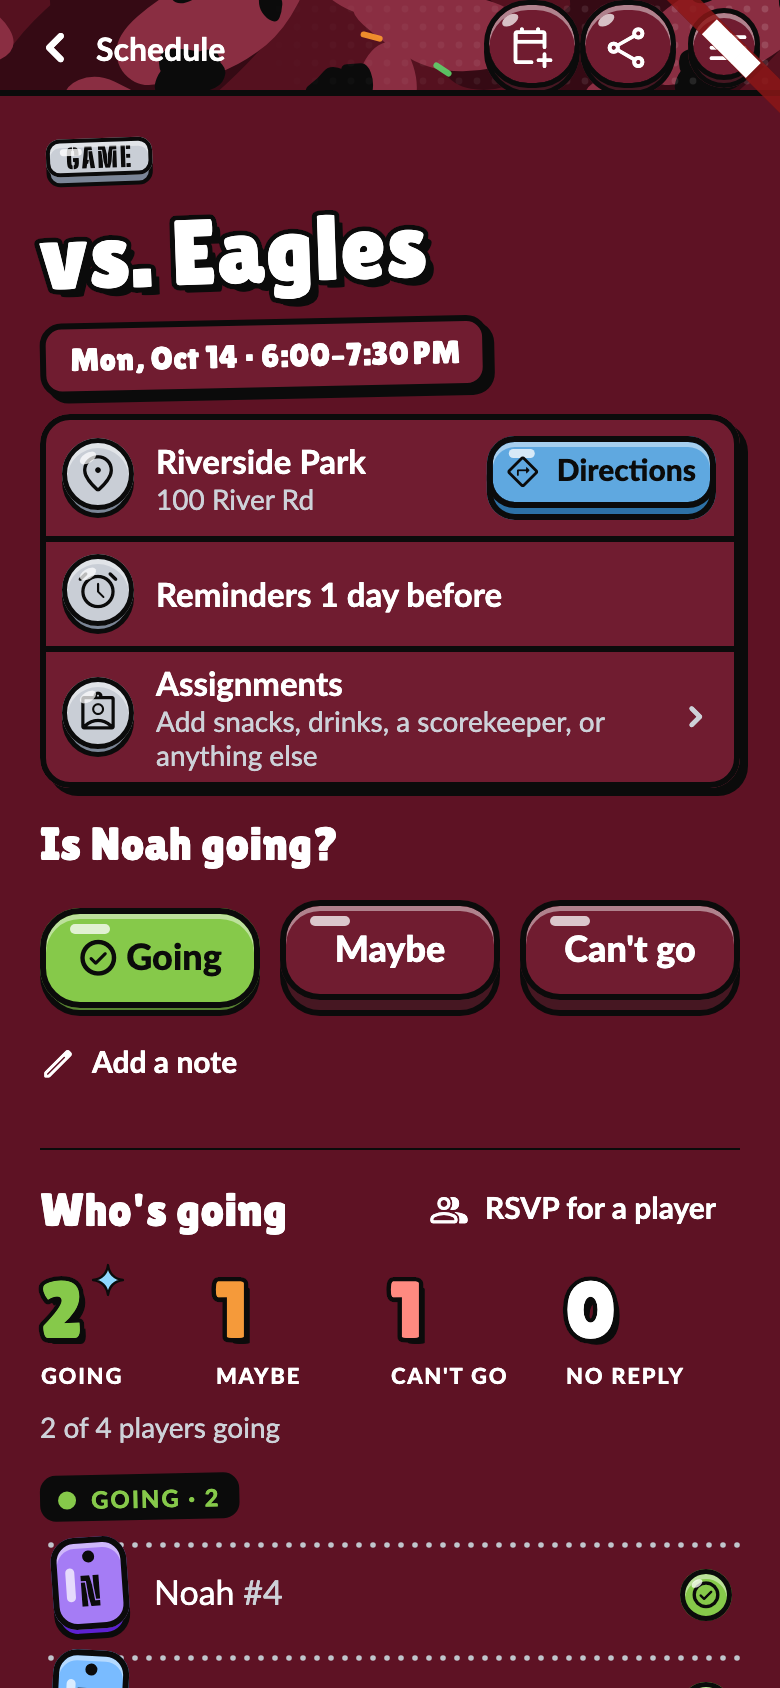 Schedule
GAME
vs. Eagles
Mon, Oct 14 · 6:00–7:30 PM
Riverside Park
100 River Rd
Directions
Reminders 1 day before
Assignments
Add snacks, drinks, a scorekeeper, or
anything else
Is Noah going?
Going
Maybe
Can't go
Add a note
Who's going
RSVP for a player
2
1
1
0
GOING
MAYBE
CAN'T GO
NO REPLY
2 of 4 players going
GOING · 2
N
Noah #4